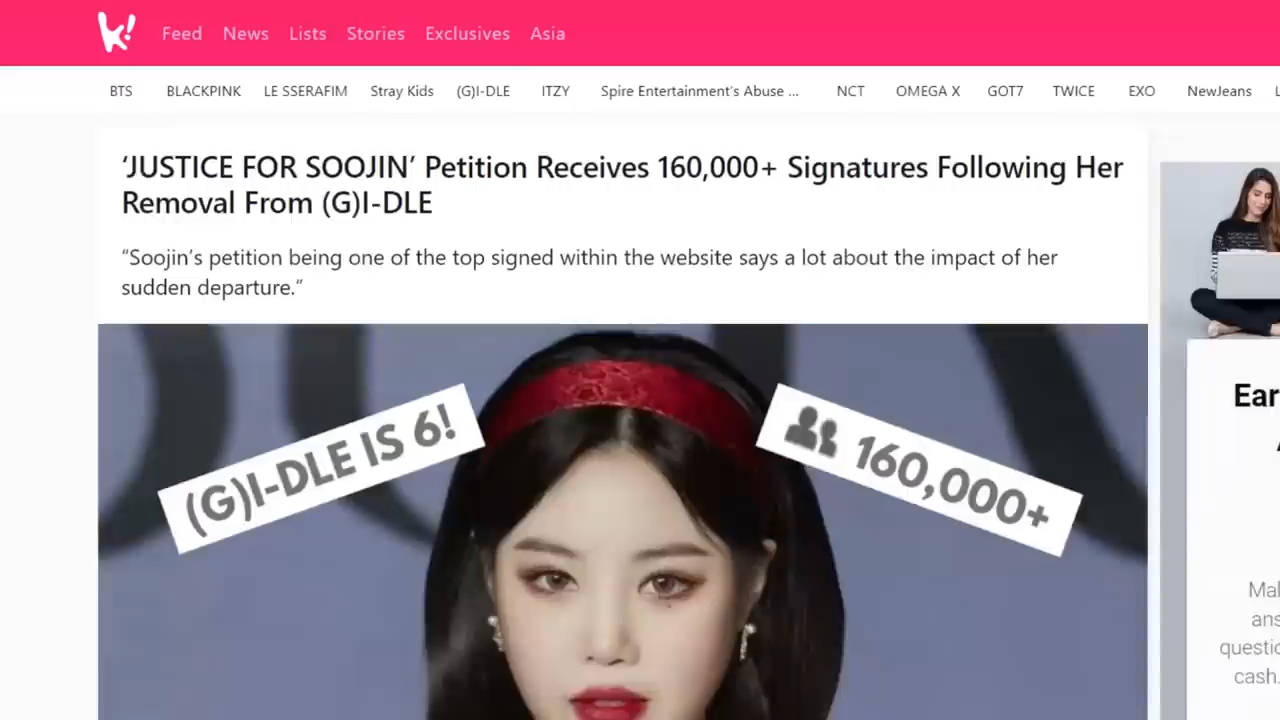 k!
Feed News Lists Stories Exclusives Asia
BTS BLACKPINK LE SSERAFIM Stray Kids (G)I-DLE ITZY Spire Entertainment's Abuse ... NCT OMEGA X GOT7 TWICE EXO NewJeans
‘JUSTICE FOR SOOJIN’ Petition Receives 160,000+ Signatures Following Her
Removal From (G)I-DLE
“Soojin’s petition being one of the top signed within the website says a lot about the impact of her
sudden departure.”
(G)I-DLE IS 6!
160,000+
Ear
Mal
ans
questic
cash.